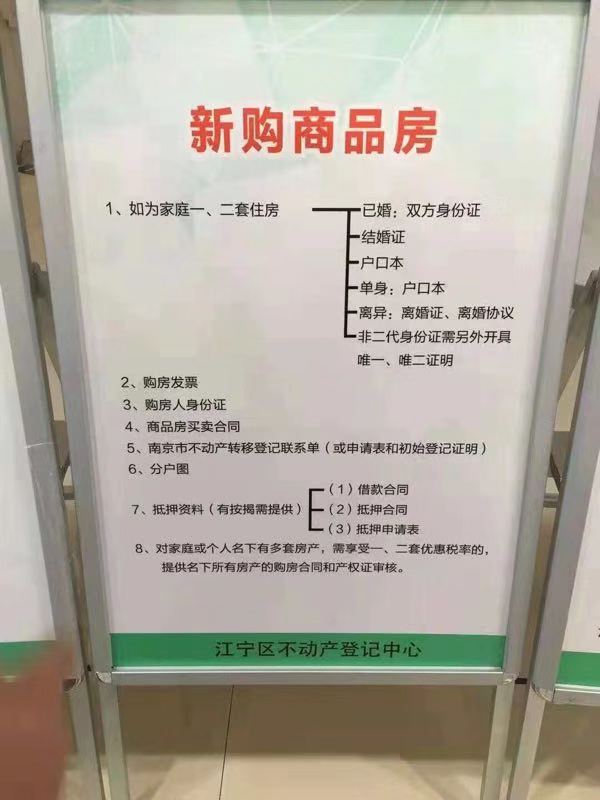 新购商品房
1、如为家庭一、二套住房
已婚：双方身份证
结婚证
户口本
单身：户口本
离异：离婚证、离婚协议
非二代身份证需另外开具
唯一、唯二证明
2、购房发票
3、购房人身份证
4、商品房买卖合同
5、南京市不动产转移登记联系单（或申请表和初始登记证明）
6、分户图
7、抵押资料（有按揭需提供）
（1）借款合同
（2）抵押合同
（3）抵押申请表
8、对家庭或个人名下有多套房产，需享受一、二套优惠税率的，
提供名下所有房产的购房合同和产权证审核。
江宁区不动产登记中心